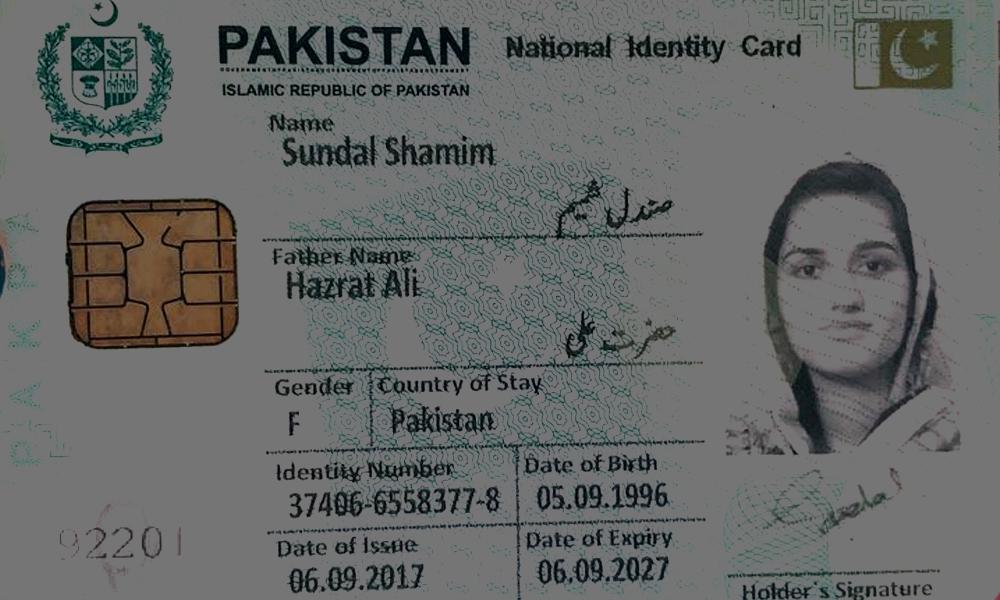 PAKISTAN National Identity Card
ISLAMIC REPUBLIC OF PAKISTAN
Name
Sundal Shamim
صندل شمیم
Father Name
Hazrat Ali
حضرت علی
Gender Country of Stay
F Pakistan
Identity Number Date of Birth
37406-6558377-8 05.09.1996
Date of Issue Date of Expiry
06.09.2017 06.09.2027
92201
Holder's Signature